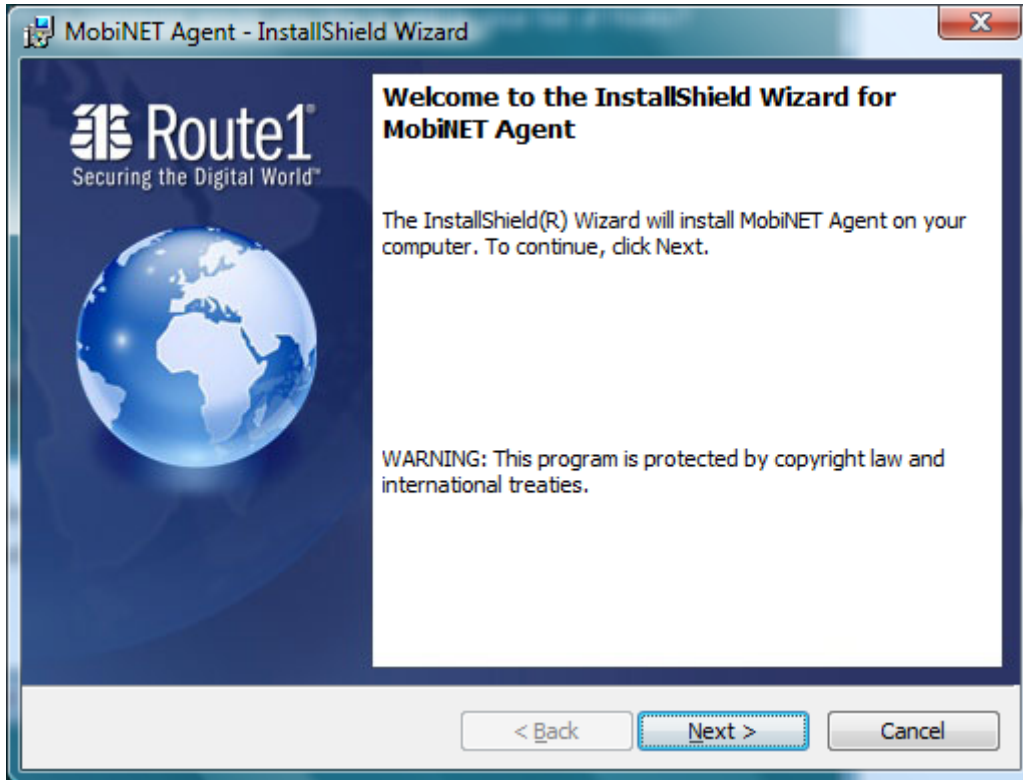 MobiNET Agent - InstallShield Wizard
Route1®
Securing the Digital World™
Welcome to the InstallShield Wizard for
MobiNET Agent
The InstallShield(R) Wizard will install MobiNET Agent on your
computer. To continue, click Next.
WARNING: This program is protected by copyright law and
international treaties.
< Back
Next >
Cancel